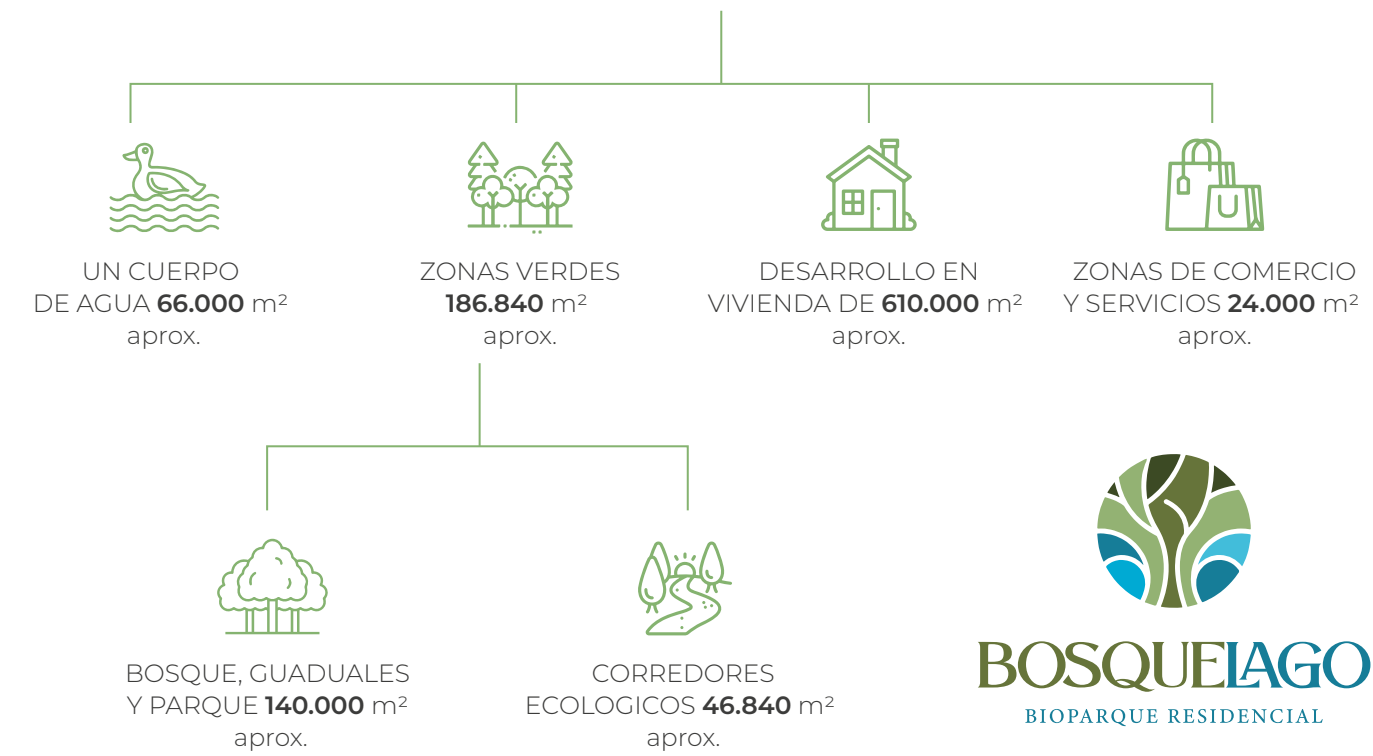 UN CUERPO
DE AGUA 66.000 m²
aprox.
ZONAS VERDES
186.840 m²
aprox.
DESARROLLO EN
VIVIENDA DE 610.000 m²
aprox.
ZONAS DE COMERCIO
Y SERVICIOS 24.000 m²
aprox.
BOSQUE, GUADUALES
Y PARQUE 140.000 m²
aprox.
CORREDORES
ECOLOGICOS 46.840 m²
aprox.
BOSQUELAGO
BIOPARQUE RESIDENCIAL